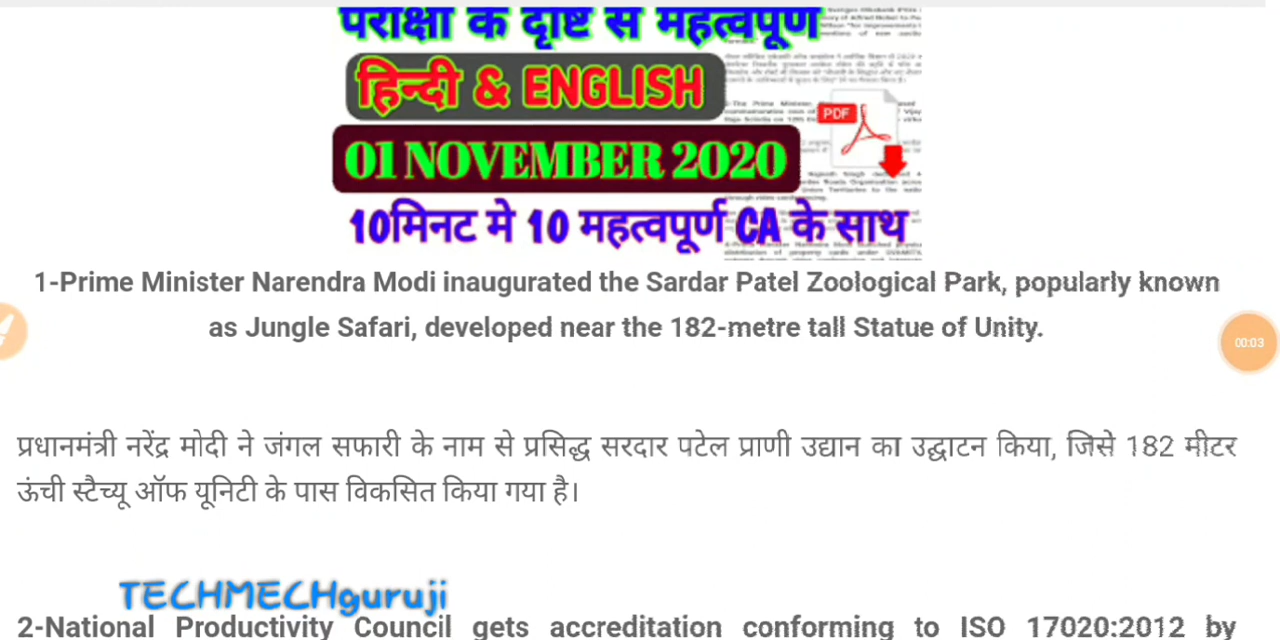 परीक्षा के दृष्टि से महत्वपूर्ण
हिन्दी & ENGLISH
01 NOVEMBER 2020
PDF
10मिनट मे 10 महत्वपूर्ण CA के साथ
1-Prime Minister Narendra Modi inaugurated the Sardar Patel Zoological Park, popularly known
as Jungle Safari, developed near the 182-metre tall Statue of Unity.
00:03
प्रधानमंत्री नरेंद्र मोदी ने जंगल सफारी के नाम से प्रसिद्ध सरदार पटेल प्राणी उद्यान का उद्घाटन किया, जिसे 182 मीटर
ऊंची स्टैच्यू ऑफ यूनिटी के पास विकसित किया गया है।
TECHMECHguruji
2-National Productivity Council gets accreditation conforming to ISO 17020:2012 by